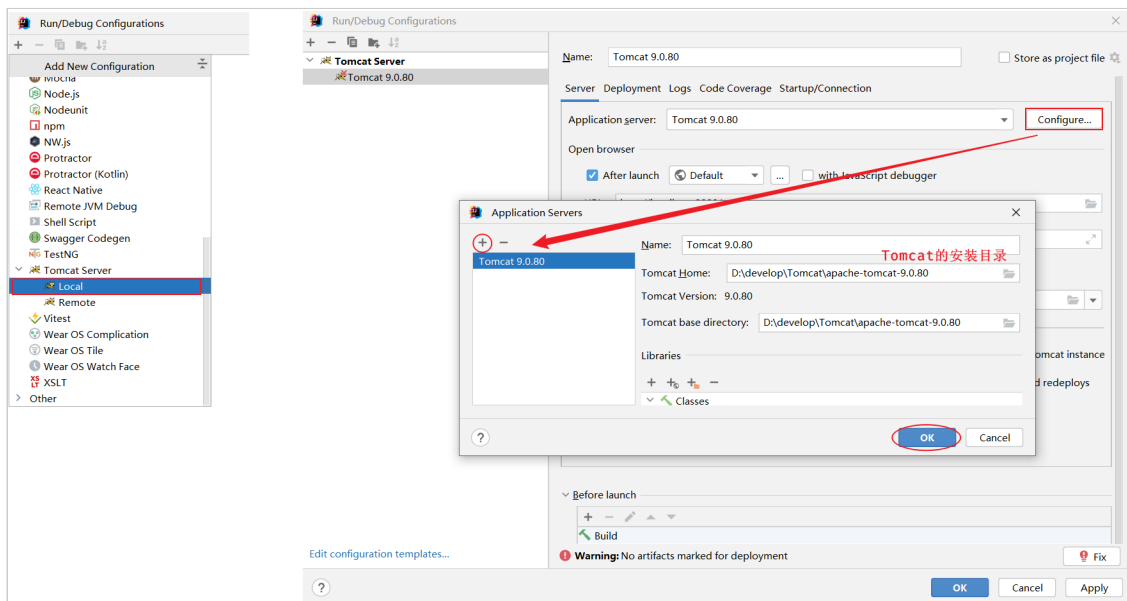 Run/Debug Configurations
Add New Configuration
Mocha
Node.js
Nodeunit
npm
NW.js
Protractor
Protractor (Kotlin)
React Native
Remote JVM Debug
Shell Script
Swagger Codegen
TestNG
Tomcat Server
Local
Remote
Vitest
Wear OS Complication
Wear OS Tile
Wear OS Watch Face
XSLT
Other
Run/Debug Configurations
Tomcat Server
Tomcat 9.0.80
Edit configuration templates...
Name: Tomcat 9.0.80
Store as project file
Server Deployment Logs Code Coverage Startup/Connection
Application server: Tomcat 9.0.80
Configure...
Open browser
After launch Default ... with JavaScript debugger
Application Servers
Tomcat 9.0.80
Name: Tomcat 9.0.80
Tomcat的安装目录
Tomcat Home: D:\develop\Tomcat\apache-tomcat-9.0.80
Tomcat Version: 9.0.80
Tomcat base directory: D:\develop\Tomcat\apache-tomcat-9.0.80
Libraries
Classes
? OK Cancel
instance
redeploys
Before launch
Build
Warning: No artifacts marked for deployment
Fix
? OK Cancel Apply